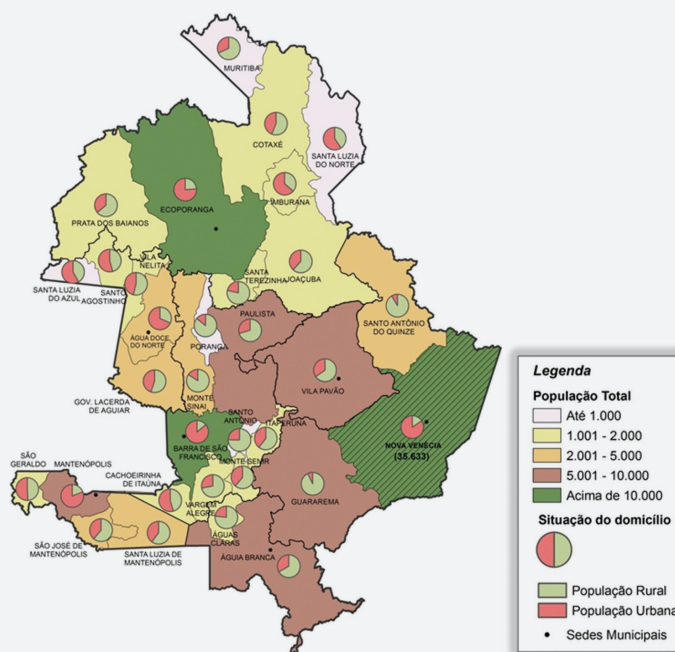 MURITIBA
COTAXÉ
SANTA LUZIA
DO NORTE
IMBURANA
ECOPORANGA
PRATA DOS BAIANOS
VILA
NELITA
SANTA
TEREZINHA
JOAÇUBA
SANTA LUZIA
DO AZUL
SANTO
AGOSTINHO
PAULISTA
SANTO ANTÔNIO
DO QUINZE
ÁGUA DOCE
DO NORTE
PORANGA
VILA PAVÃO
GOV. LACERDA
DE AGUIAR
MONTE
SINAI
SANTO
ANTÔNIO
ITAPERUNA
BARRA DE SÃO
FRANCISCO
NOVA VENÉCIA
(35.633)
SÃO
GERALDO
MANTENÓPOLIS
CACHOEIRINHA
DE ITAÚNA
MONTE SENIR
GUARAREMA
VARGEM
ALEGRE
ÁGUAS
CLARAS
SÃO JOSÉ DE
MANTENÓPOLIS
SANTA LUZIA DE
MANTENÓPOLIS
ÁGUIA BRANCA
Legenda
População Total
Até 1.000
1.001 - 2.000
2.001 - 5.000
5.001 - 10.000
Acima de 10.000
Situação do domicílio
População Rural
População Urbana
Sedes Municipais